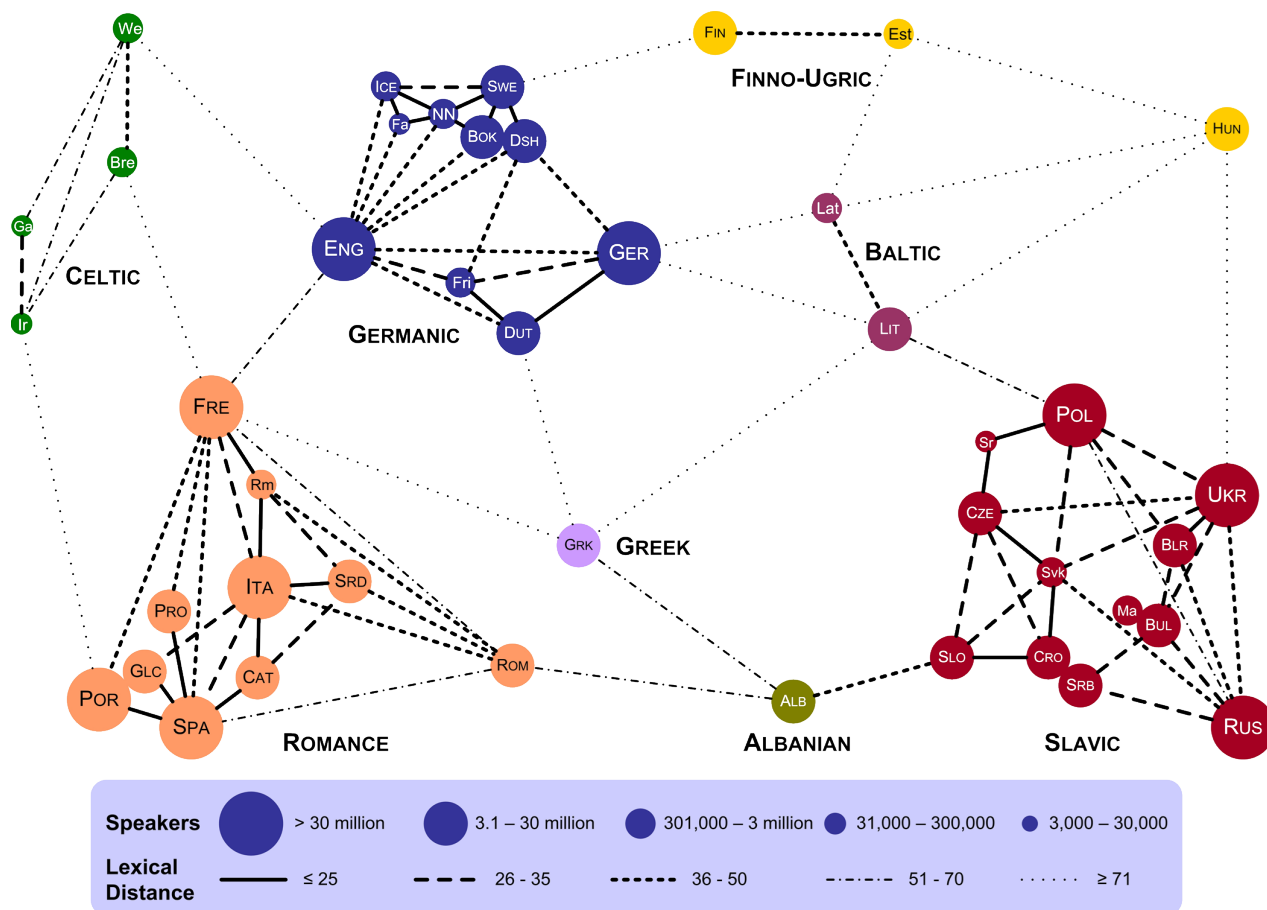 We
FIN
Est
FINNO-UGRIC
ICE
SWE
NN
Fa
BOK
DSH
HUN
Bre
Lat
Ga
ENG
GER
BALTIC
CELTIC
Fri
Ir
GERMANIC
DUT
LIT
FRE
POL
Sr
Rm
UKR
CZE
GRK
GREEK
BLR
ITA
SRD
Svk
PRO
Ma
BUL
GLC
CAT
ROM
SLO
CRO
SRB
POR
SPA
ALB
RUS
ROMANCE
ALBANIAN
SLAVIC
Speakers > 30 million 3.1 – 30 million 301,000 – 3 million 31,000 – 300,000 3,000 – 30,000
Lexical
Distance ≤ 25 26 - 35 36 - 50 51 - 70 ≥ 71